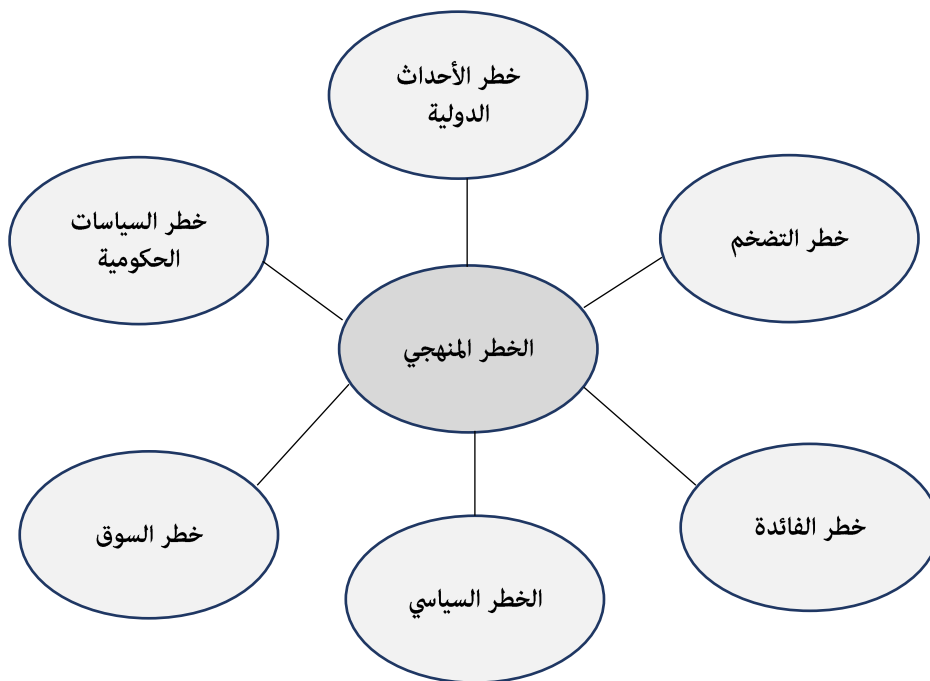 خطر الأحداث
الدولية
خطر التضخم
خطر السياسات
الحكومية
الخطر المنهجي
خطر الفائدة
خطر السوق
الخطر السياسي